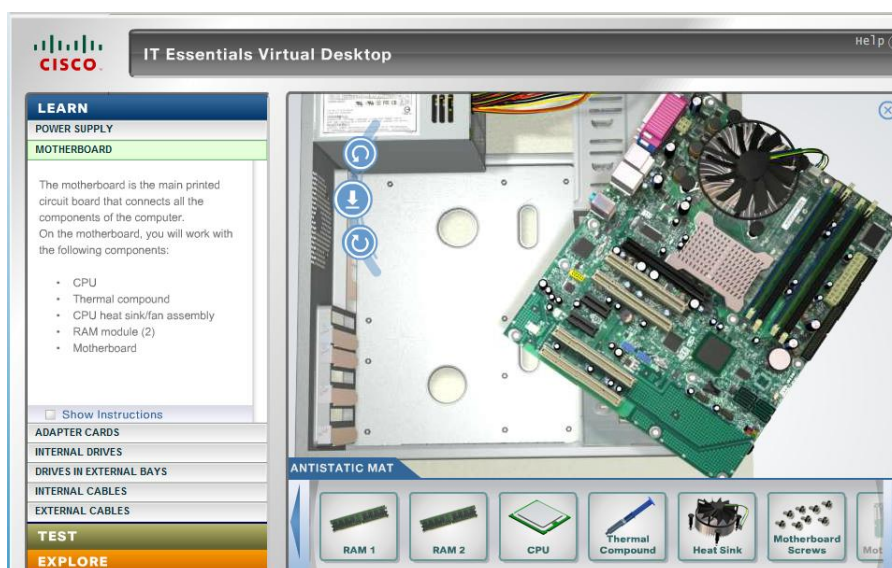 Help
CISCO
IT Essentials Virtual Desktop
LEARN
POWER SUPPLY
MOTHERBOARD
The motherboard is the main printed
circuit board that connects all the
components of the computer.
On the motherboard, you will work with
the following components:
• CPU
• Thermal compound
• CPU heat sink/fan assembly
• RAM module (2)
• Motherboard
Show Instructions
ADAPTER CARDS
INTERNAL DRIVES
DRIVES IN EXTERNAL BAYS
INTERNAL CABLES
EXTERNAL CABLES
TEST
EXPLORE
ANTISTATIC MAT
RAM 1
RAM 2
CPU
Thermal
Compound
Heat Sink
Motherboard
Screws
Mot